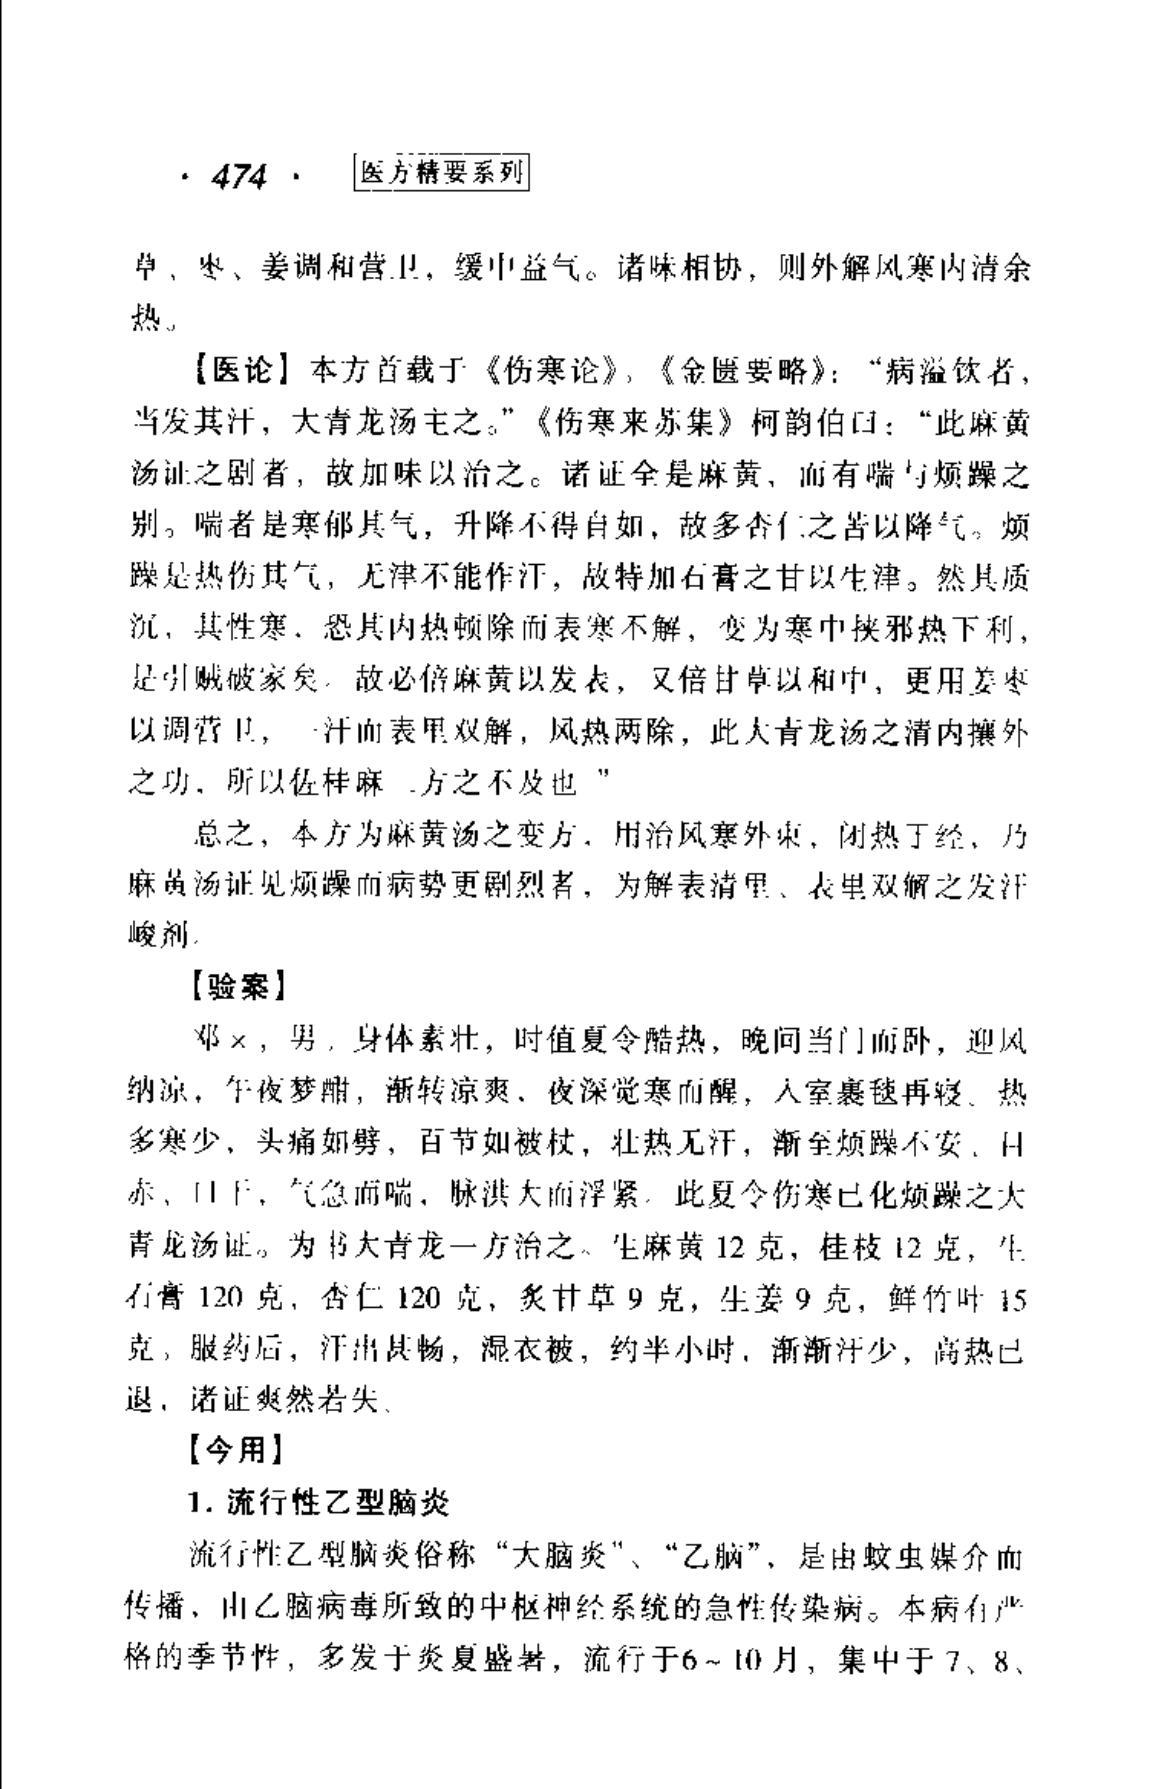 ·474· 医方精要系列
草、枣、姜调和营卫，缓中益气。诸味相协，则外解风寒内清余
热。
【医论】本方首载于《伤寒论》。《金匮要略》：“病溢饮者，
当发其汗，大青龙汤主之。”《伤寒来苏集》柯韵伯曰：“此麻黄
汤证之剧者，故加味以治之。诸证全是麻黄，而有喘与烦躁之
别。喘者是寒郁其气，升降不得自如，故多杏仁之苦以降气。烦
躁是热伤其气，无津不能作汗，故特加石膏之甘以生津。然其质
沉，其性寒，恐其内热顿除而表寒不解，变为寒中挟邪热下利，
是引贼破家矣。故必倍麻黄以发表，又倍甘草以和中，更用姜枣
以调营卫，一汗而表里双解，风热两除，此大青龙汤之清内攘外
之功，所以佐桂麻二方之不及也”
总之，本方为麻黄汤之变方，用治风寒外束，闭热于经，乃
麻黄汤证见烦躁而病势更剧烈者，为解表清里、表里双解之发汗
峻剂。
【验案】
邓×，男。身体素壮，时值夏令酷热，晚间当门而卧，迎风
纳凉，午夜梦酣，渐转凉爽，夜深觉寒而醒，入室裹毯再寝。热
多寒少，头痛如劈，百节如被杖，壮热无汗，渐至烦躁不安、目
赤、口干，气急而喘，脉洪大而浮紧。此夏令伤寒已化烦躁之大
青龙汤证。为书大青龙一方治之。生麻黄12克，桂枝12克，生
石膏120克，杏仁120克，炙甘草9克，生姜9克，鲜竹叶15
克。服药后，汗出甚畅，湿衣被，约半小时，渐渐汗少，高热已
退，诸证爽然若失。
【今用】
1. 流行性乙型脑炎
流行性乙型脑炎俗称“大脑炎”、“乙脑”，是由蚊虫媒介而
传播，由乙脑病毒所致的中枢神经系统的急性传染病。本病有严
格的季节性，多发于炎夏盛暑，流行于6~10月，集中于7、8、